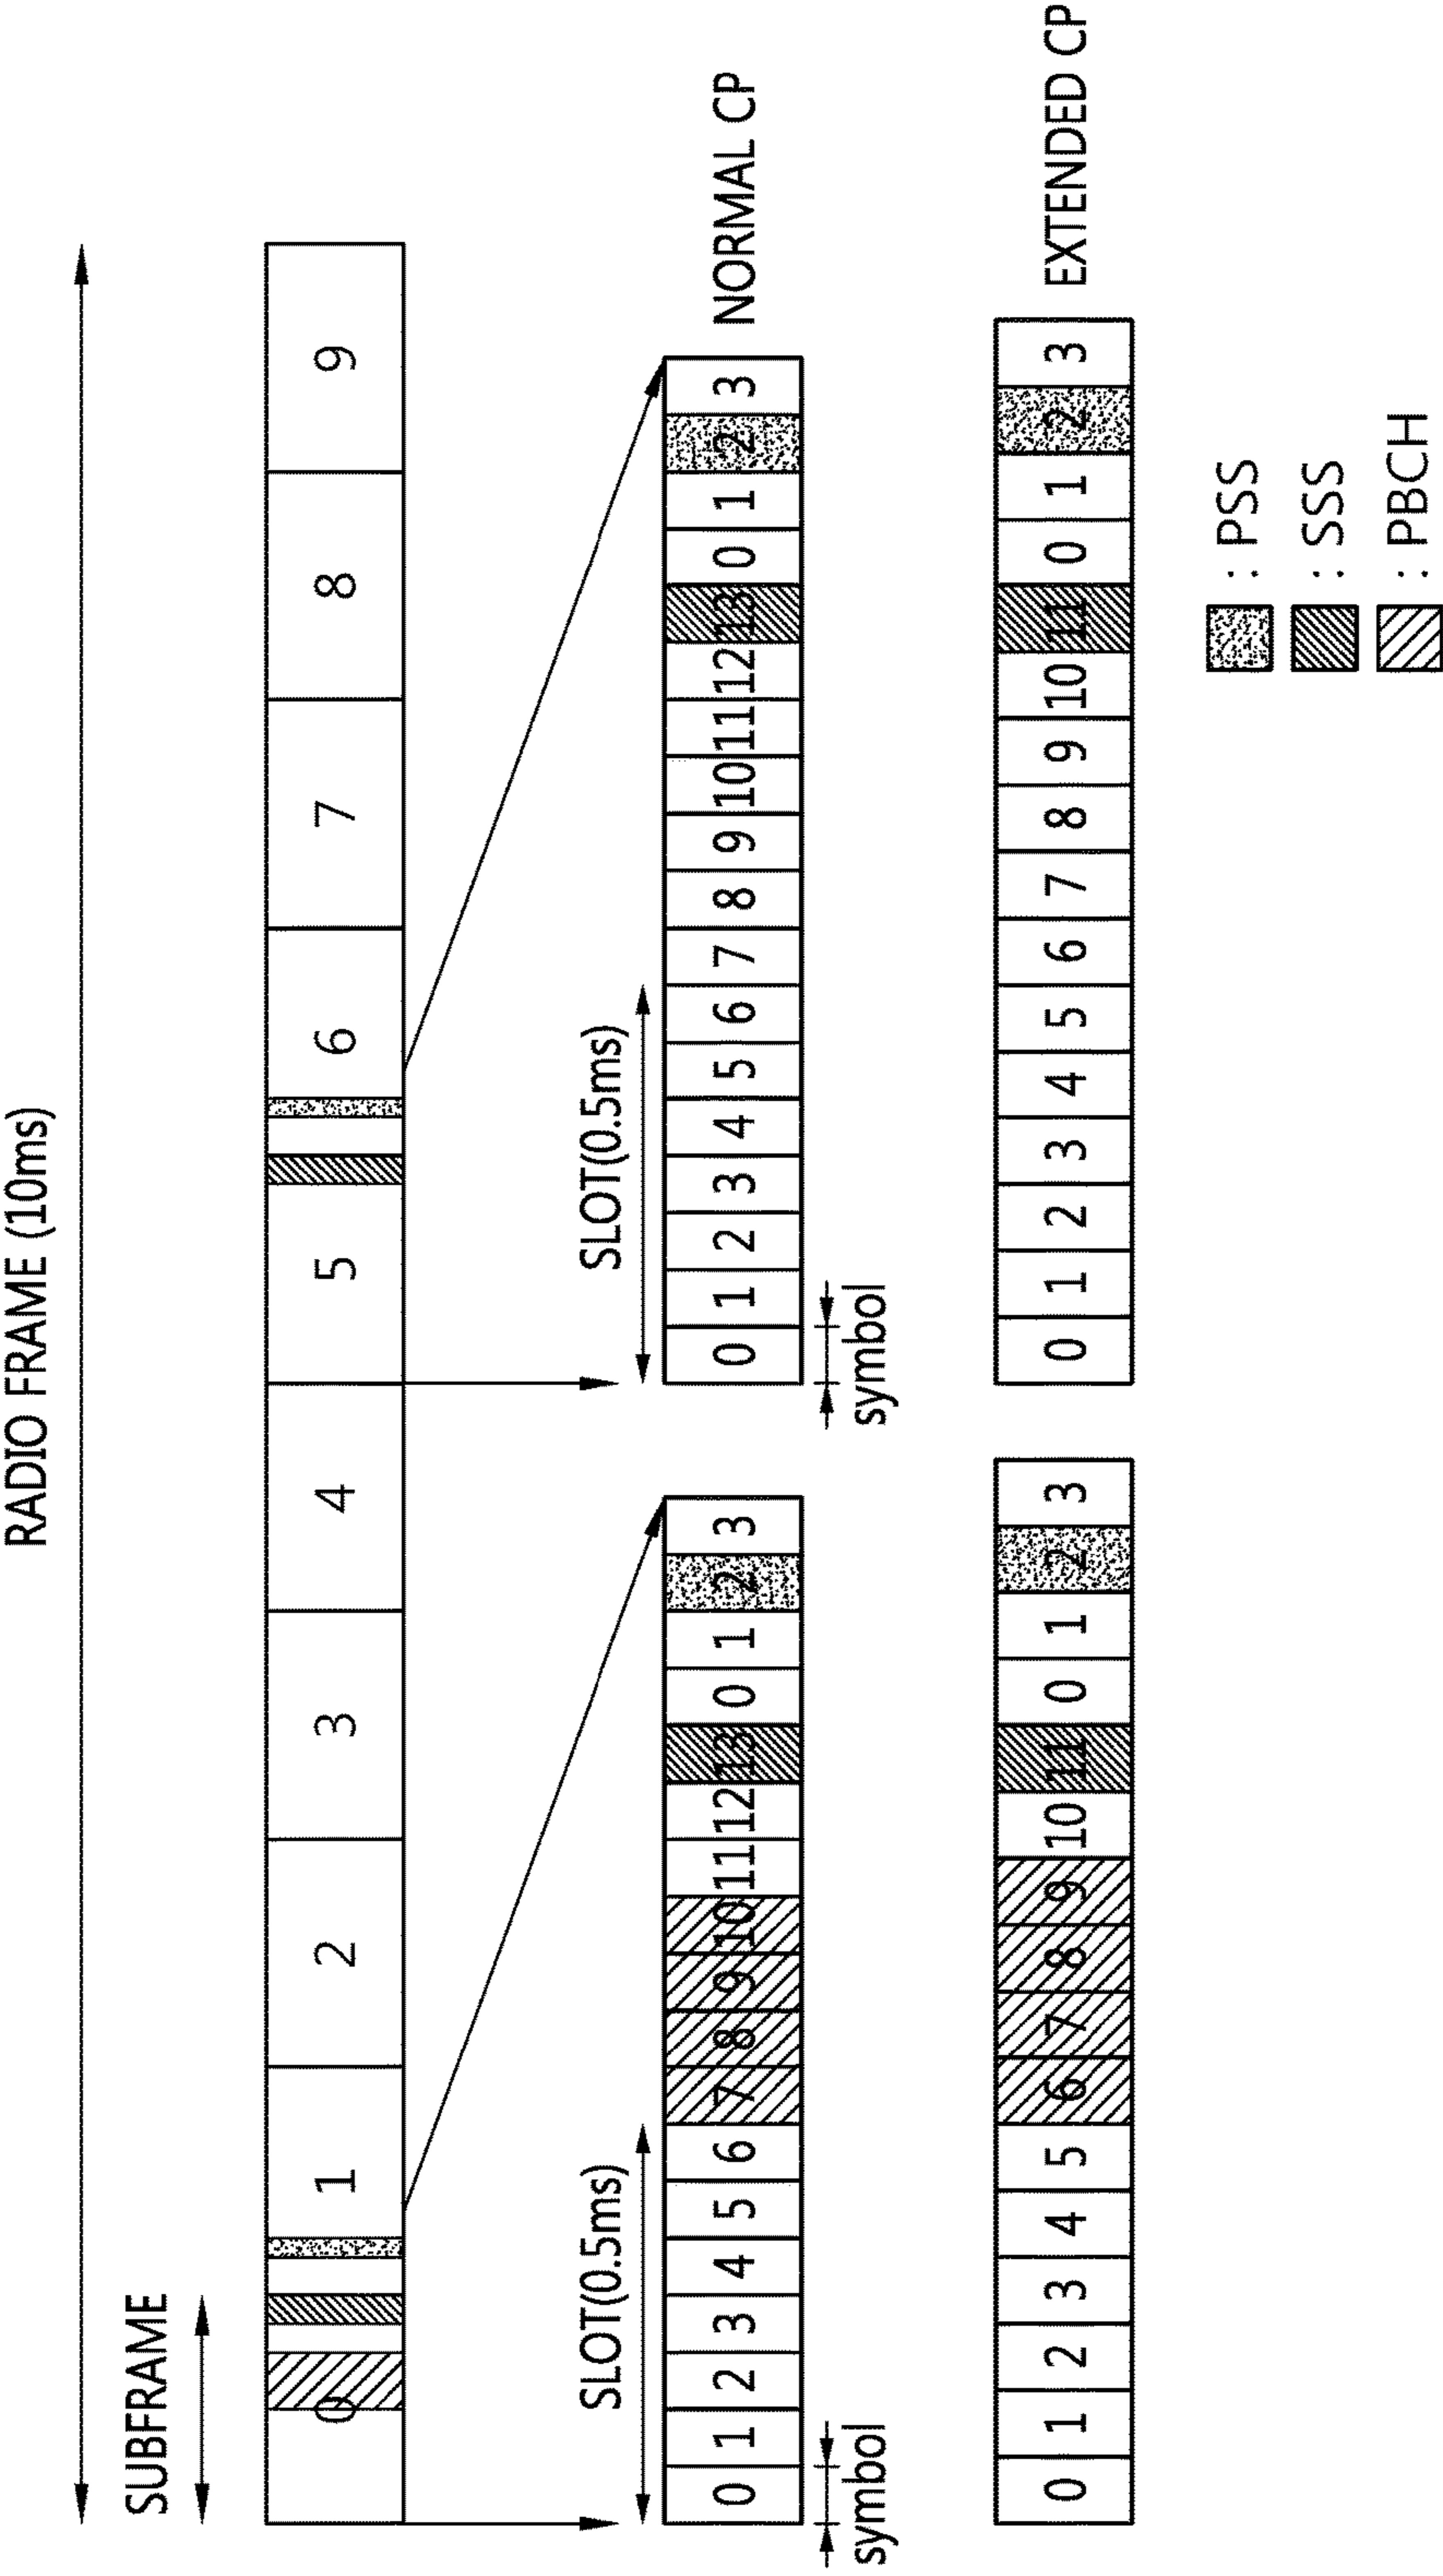 RADIO FRAME (10ms)
SUBFRAME
0 1 2 3 4 5 6 7 8 9
SLOT(0.5ms) SLOT(0.5ms)
0 1 2 3 4 5 6 7 8 9 10 11 12 13 0 1 2 3 0 1 2 3 4 5 6 7 8 9 10 11 12 13 0 1 2 3 NORMAL CP
symbol symbol
0 1 2 3 4 5 6 7 8 9 10 11 0 1 2 3 0 1 2 3 4 5 6 7 8 9 10 11 0 1 2 3 EXTENDED CP
: PSS
: SSS
: PBCH